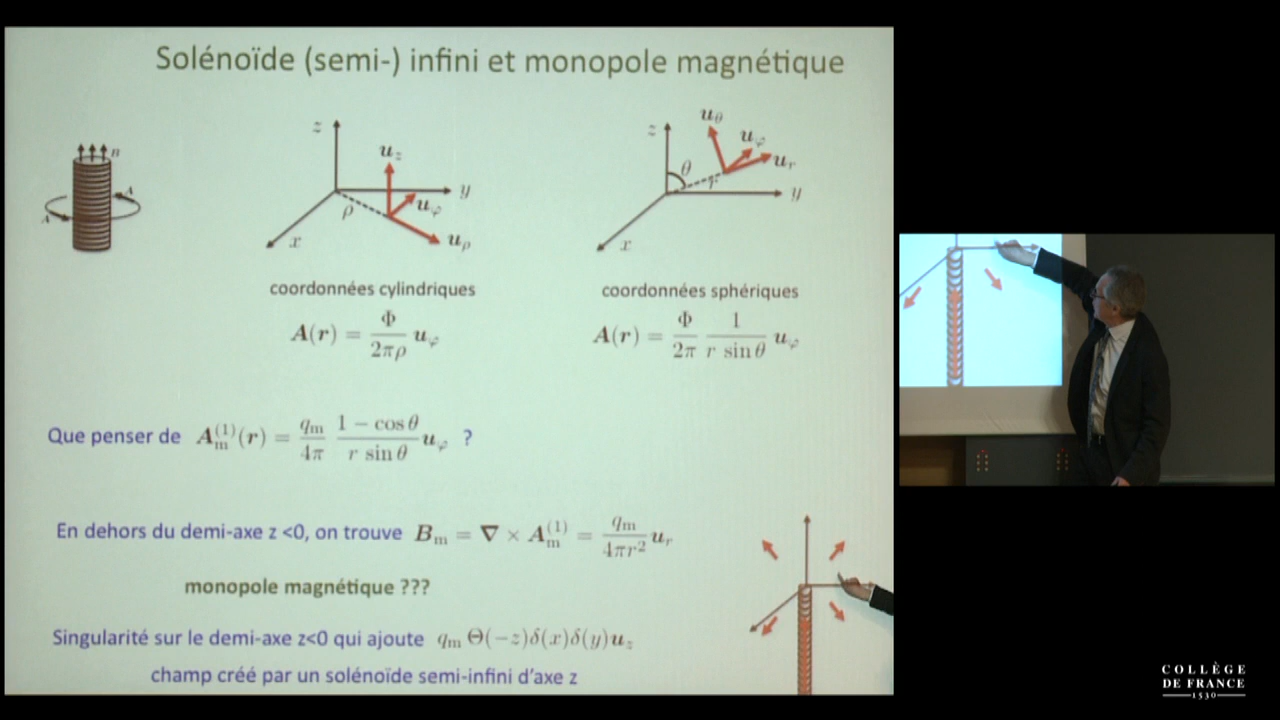 Solénoïde (semi-) infini et monopole magnétique
B
A
A
z
u_z
y
ρ
u_φ
x
u_ρ
z
u_θ
u_φ
θ
u_r
r
y
x
coordonnées cylindriques
coordonnées sphériques
A(r) = Φ/2πρ u_φ
A(r) = Φ/2π 1/r sin θ u_φ
Que penser de A_m^(1)(r) = q_m/4π 1 − cos θ/r sin θ u_φ ?
En dehors du demi-axe z <0, on trouve B_m = ∇ × A_m^(1) = q_m/4πr² u_r
monopole magnétique ???
Singularité sur le demi-axe z<0 qui ajoute q_m Θ(−z)δ(x)δ(y)u_z
champ créé par un solénoïde semi-infini d'axe z
COLLÈGE
DE FRANCE
1530